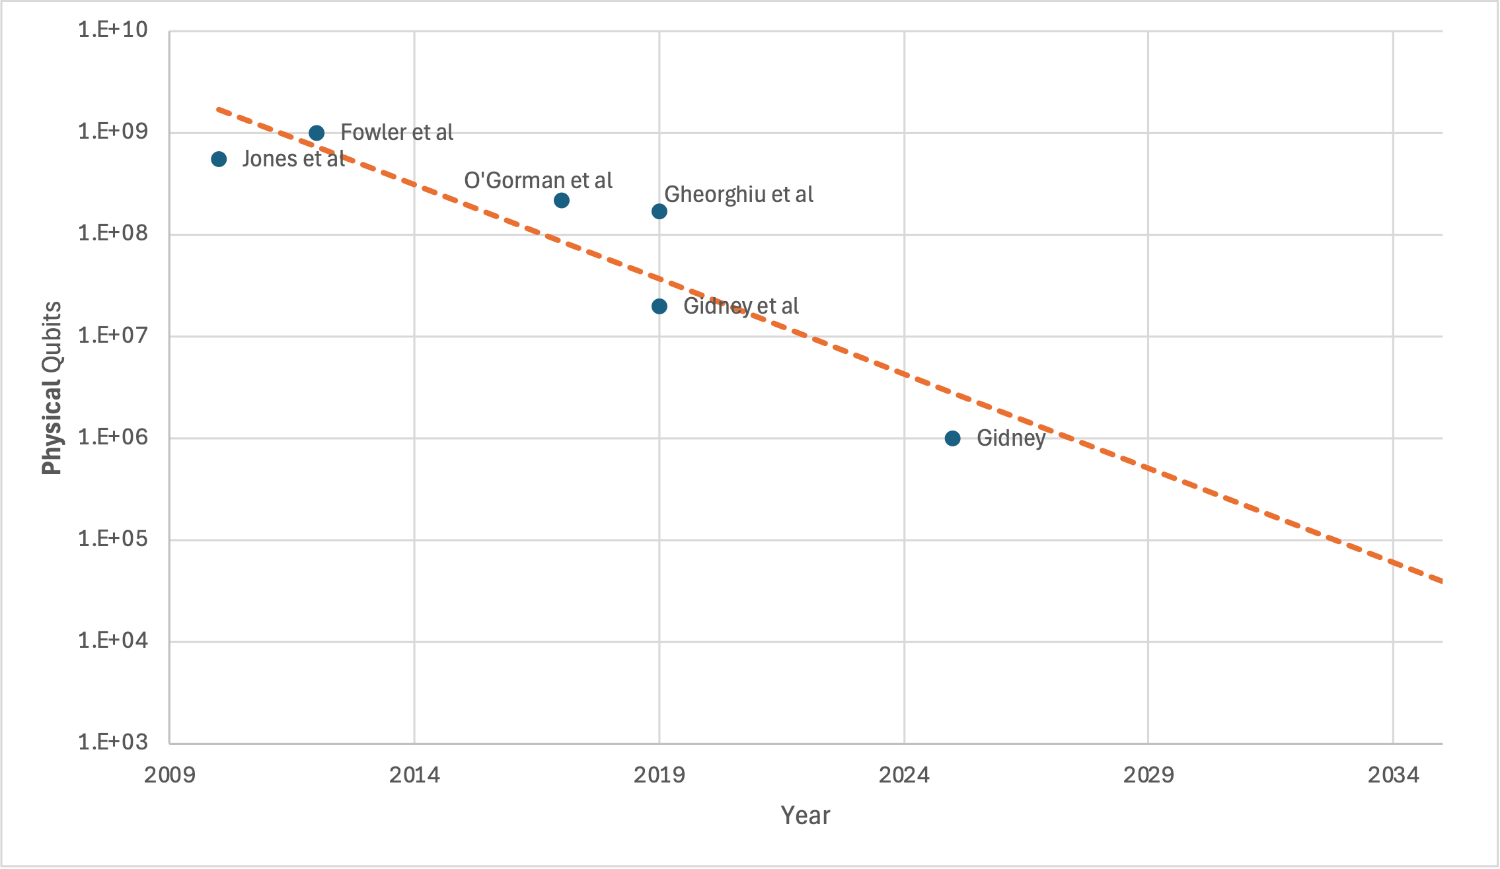 1.E+10
1.E+09
1.E+08
1.E+07
1.E+06
1.E+05
1.E+04
1.E+03
Physical Qubits
Fowler et al
Jones et al
O'Gorman et al
Gheorghiu et al
Gidney et al
Gidney
2009 2014 2019 2024 2029 2034
Year